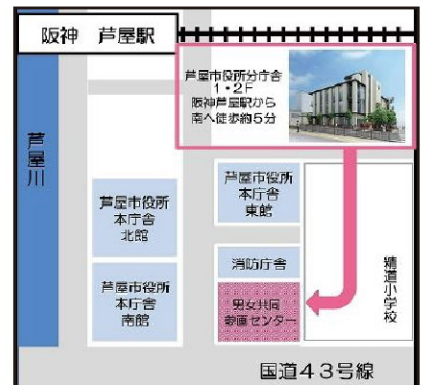 阪神 芦屋駅
芦屋市役所分庁舎
1・2F
阪神芦屋駅から
南へ徒歩約5分
芦屋川
芦屋市役所
本庁舎
東館
芦屋市役所
本庁舎
北館
消防庁舎
精道小学校
芦屋市役所
本庁舎
南館
男女共同
参画センター
国道43号線